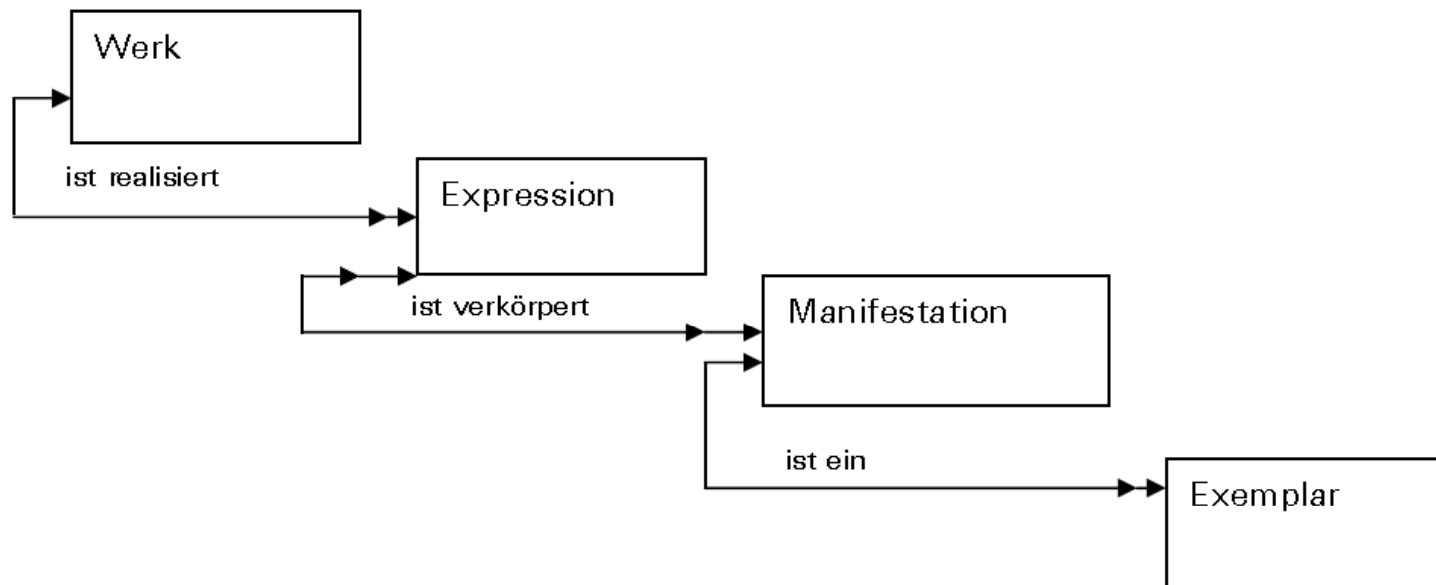 Werk
ist realisiert
Expression
ist verkörpert
Manifestation
ist ein
Exemplar